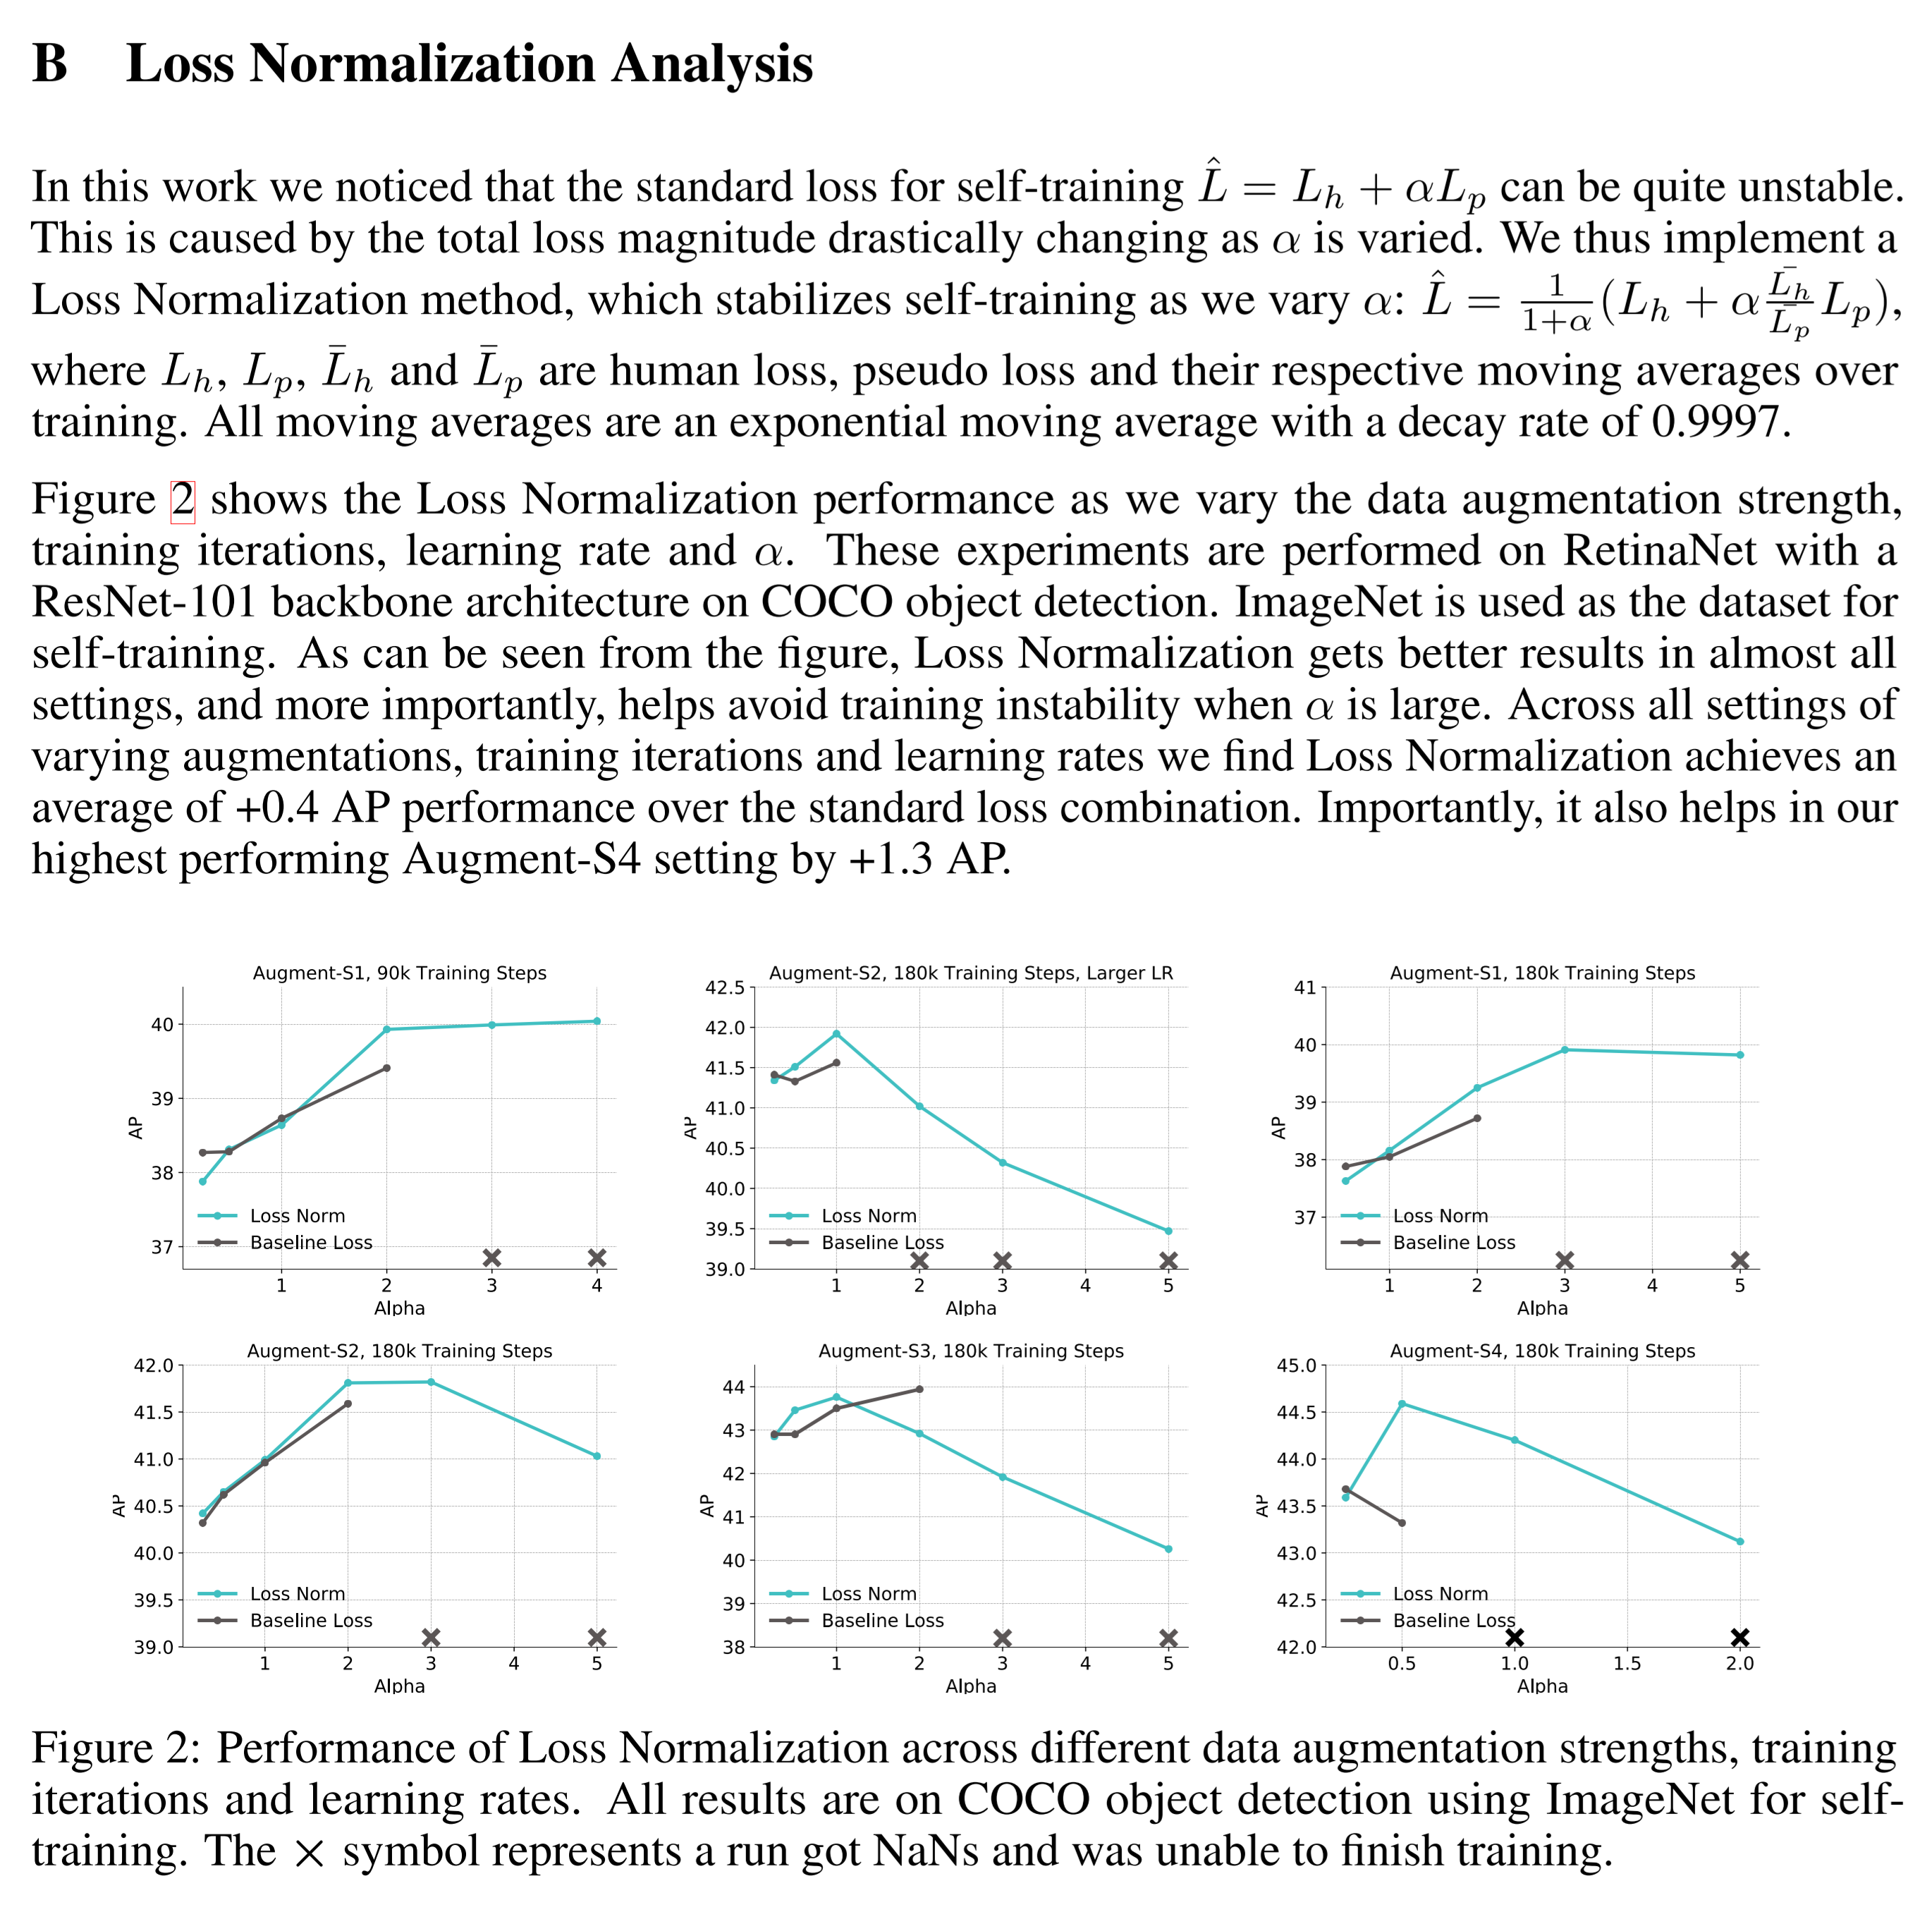 B Loss Normalization Analysis
In this work we noticed that the standard loss for self-training L̂ = L_h + αL_p can be quite unstable.
This is caused by the total loss magnitude drastically changing as α is varied. We thus implement a
Loss Normalization method, which stabilizes self-training as we vary α: L̂ = 1/(1+α) (L_h + α (L̄_h/L̄_p) L_p),
where L_h, L_p, L̄_h and L̄_p are human loss, pseudo loss and their respective moving averages over
training. All moving averages are an exponential moving average with a decay rate of 0.9997.
Figure 2 shows the Loss Normalization performance as we vary the data augmentation strength,
training iterations, learning rate and α. These experiments are performed on RetinaNet with a
ResNet-101 backbone architecture on COCO object detection. ImageNet is used as the dataset for
self-training. As can be seen from the figure, Loss Normalization gets better results in almost all
settings, and more importantly, helps avoid training instability when α is large. Across all settings of
varying augmentations, training iterations and learning rates we find Loss Normalization achieves an
average of +0.4 AP performance over the standard loss combination. Importantly, it also helps in our
highest performing Augment-S4 setting by +1.3 AP.
Augment-S1, 90k Training Steps
40
39
38
37
AP
Loss Norm
Baseline Loss
1 2 3 4
Alpha
Augment-S2, 180k Training Steps, Larger LR
42.5
42.0
41.5
41.0
40.5
40.0
39.5
39.0
AP
Loss Norm
Baseline Loss
1 2 3 4 5
Alpha
Augment-S1, 180k Training Steps
41
40
39
38
37
AP
Loss Norm
Baseline Loss
1 2 3 4 5
Alpha
Augment-S2, 180k Training Steps
42.0
41.5
41.0
40.5
40.0
39.5
39.0
AP
Loss Norm
Baseline Loss
1 2 3 4 5
Alpha
Augment-S3, 180k Training Steps
44
43
42
41
40
39
38
AP
Loss Norm
Baseline Loss
1 2 3 4 5
Alpha
Augment-S4, 180k Training Steps
45.0
44.5
44.0
43.5
43.0
42.5
42.0
AP
Loss Norm
Baseline Loss
0.5 1.0 1.5 2.0
Alpha
Figure 2: Performance of Loss Normalization across different data augmentation strengths, training
iterations and learning rates. All results are on COCO object detection using ImageNet for self-
training. The × symbol represents a run got NaNs and was unable to finish training.